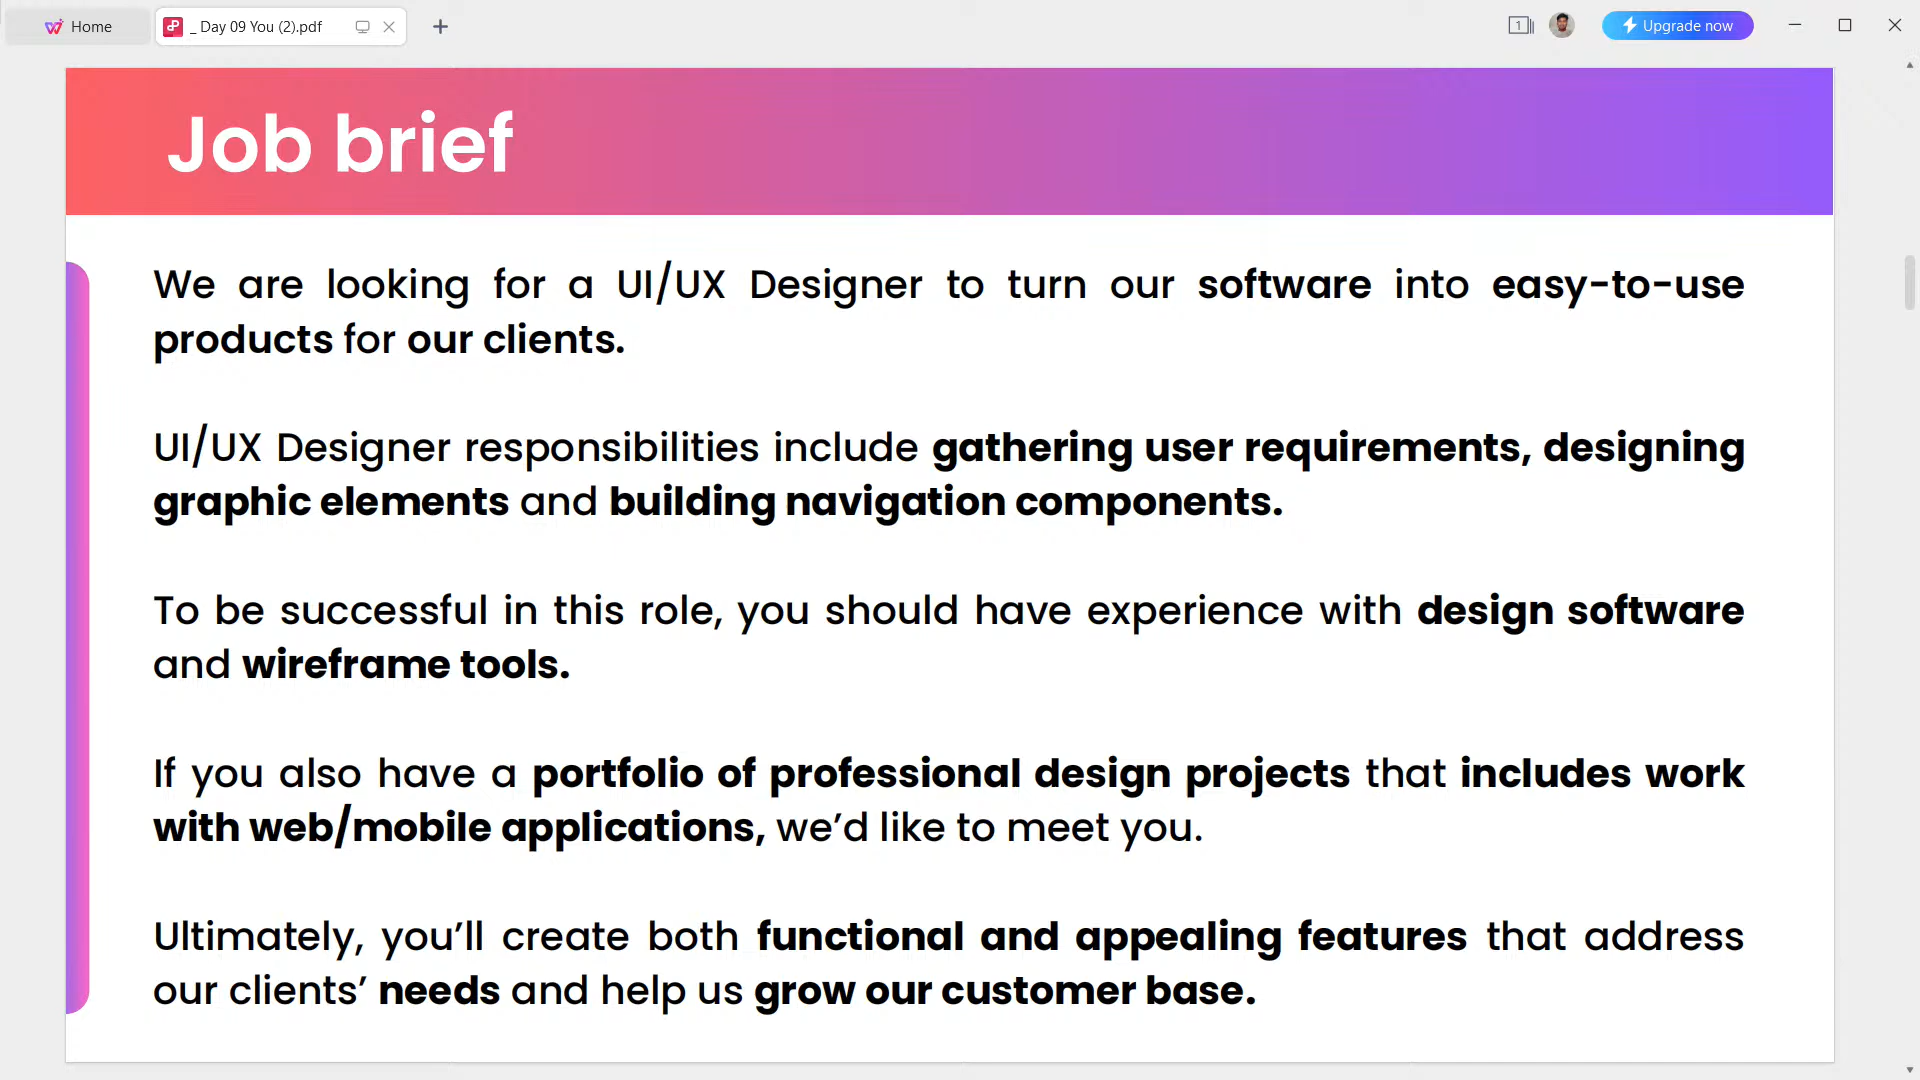 Home
_ Day 09 You (2).pdf
1
Upgrade now
Job brief
We are looking for a UI/UX Designer to turn our software into easy-to-use
products for our clients.
UI/UX Designer responsibilities include gathering user requirements, designing
graphic elements and building navigation components.
To be successful in this role, you should have experience with design software
and wireframe tools.
If you also have a portfolio of professional design projects that includes work
with web/mobile applications, we’d like to meet you.
Ultimately, you’ll create both functional and appealing features that address
our clients’ needs and help us grow our customer base.